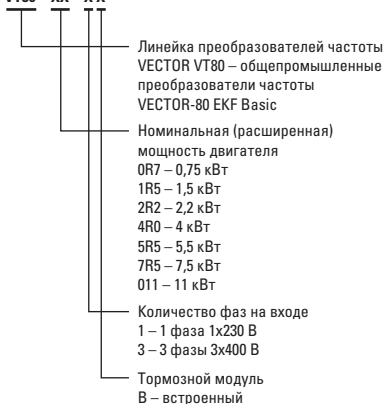 Линейка преобразователей частоты
VECTOR VT80 – общепромышленные
преобразователи частоты
VECTOR-80 EKF Basic
Номинальная (расширенная)
мощность двигателя
0R7 – 0,75 кВт
1R5 – 1,5 кВт
2R2 – 2,2 кВт
4R0 – 4 кВт
5R5 – 5,5 кВт
7R5 – 7,5 кВт
011 – 11 кВт
Количество фаз на входе
1 – 1 фаза 1x230 В
3 – 3 фазы 3x400 В
Тормозной модуль
B – встроенный